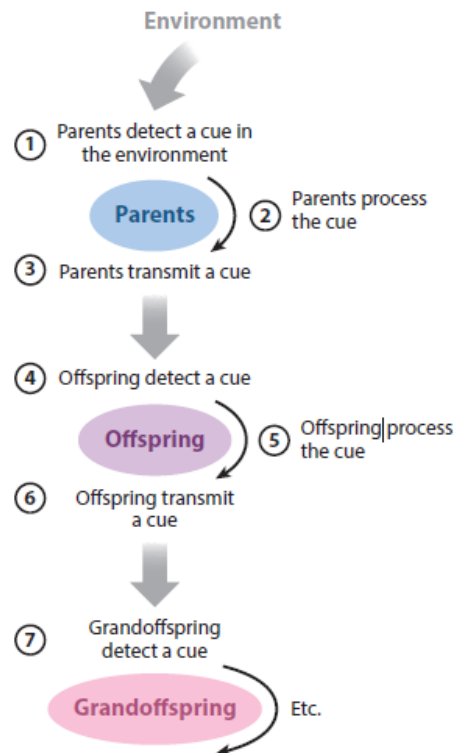 Environment
1 Parents detect a cue in
the environment
Parents
2 Parents process
the cue
3 Parents transmit a cue
4 Offspring detect a cue
Offspring
5 Offspring process
the cue
6 Offspring transmit
a cue
7 Grandoffspring
detect a cue
Grandoffspring
Etc.